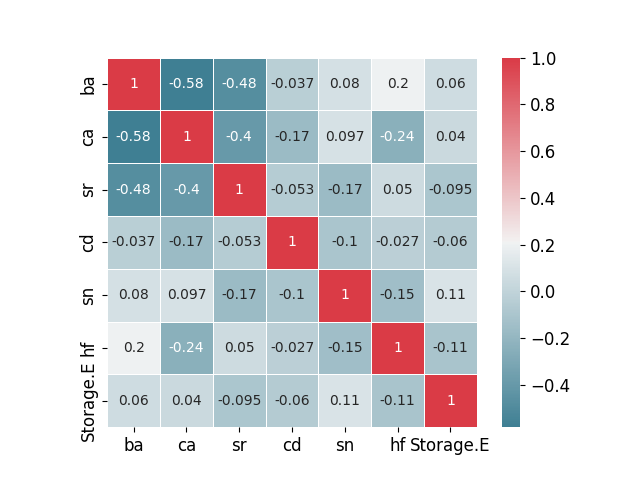 ba 1 -0.58 -0.48 -0.037 0.08 0.2 0.06
ca -0.58 1 -0.4 -0.17 0.097 -0.24 0.04
sr -0.48 -0.4 1 -0.053 -0.17 0.05 -0.095
cd -0.037 -0.17 -0.053 1 -0.1 -0.027 -0.06
sn 0.08 0.097 -0.17 -0.1 1 -0.15 0.11
hf 0.2 -0.24 0.05 -0.027 -0.15 1 -0.11
Storage.E 0.06 0.04 -0.095 -0.06 0.11 -0.11 1
ba ca sr cd sn hf Storage.E
1.0
0.8
0.6
0.4
0.2
0.0
−0.2
−0.4